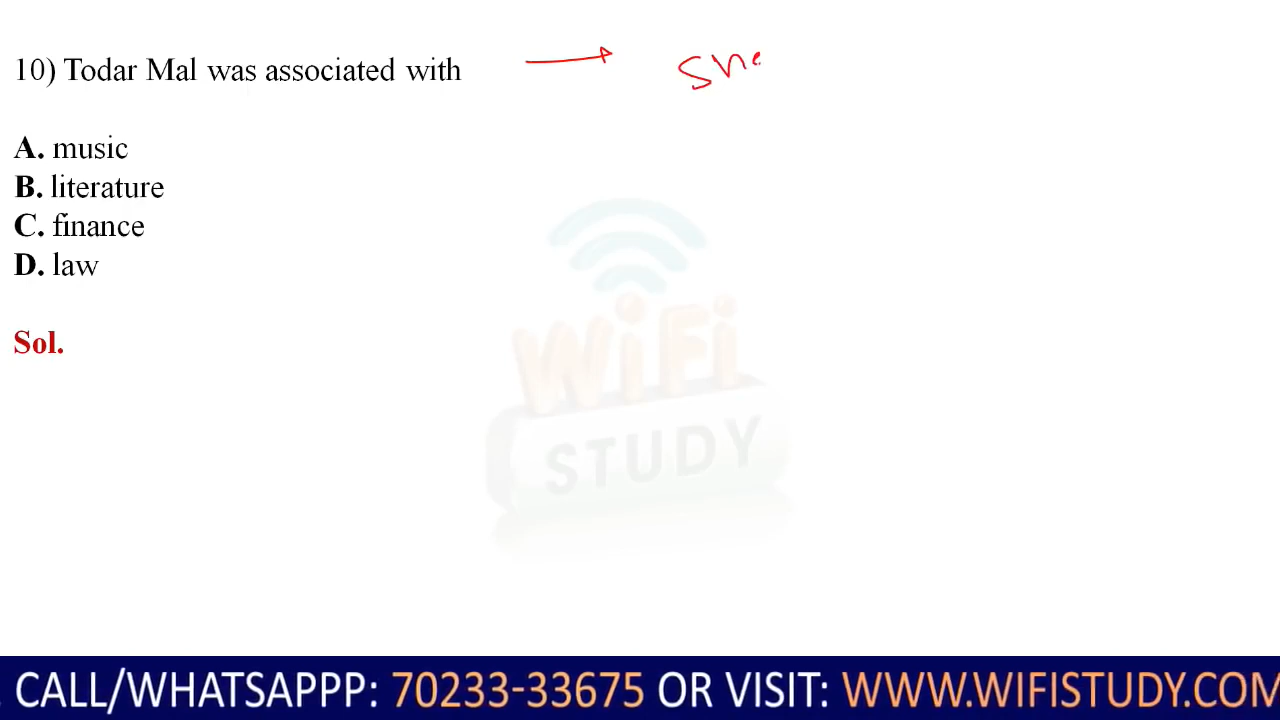 10) Todar Mal was associated with
She
A. music
B. literature
C. finance
D. law
Sol.
WiFi
STUDY
CALL/WHATSAPPP: 70233-33675 OR VISIT: WWW.WIFISTUDY.COM